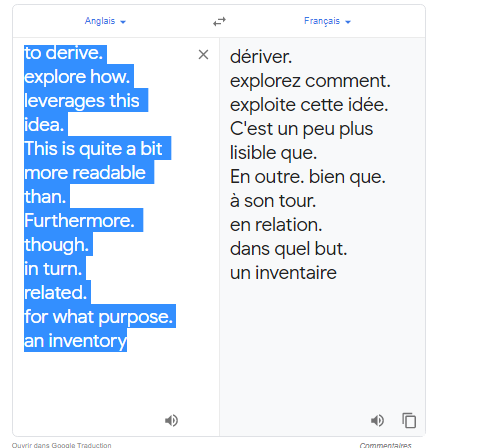 Anglais
Français
to derive.
explore how.
leverages this
idea.
This is quite a bit
more readable
than.
Furthermore.
though.
in turn.
related.
for what purpose.
an inventory
dériver.
explorez comment.
exploite cette idée.
C'est un peu plus
lisible que.
En outre. bien que.
à son tour.
en relation.
dans quel but.
un inventaire
Ouvrir dans Google Traduction
Commentaires